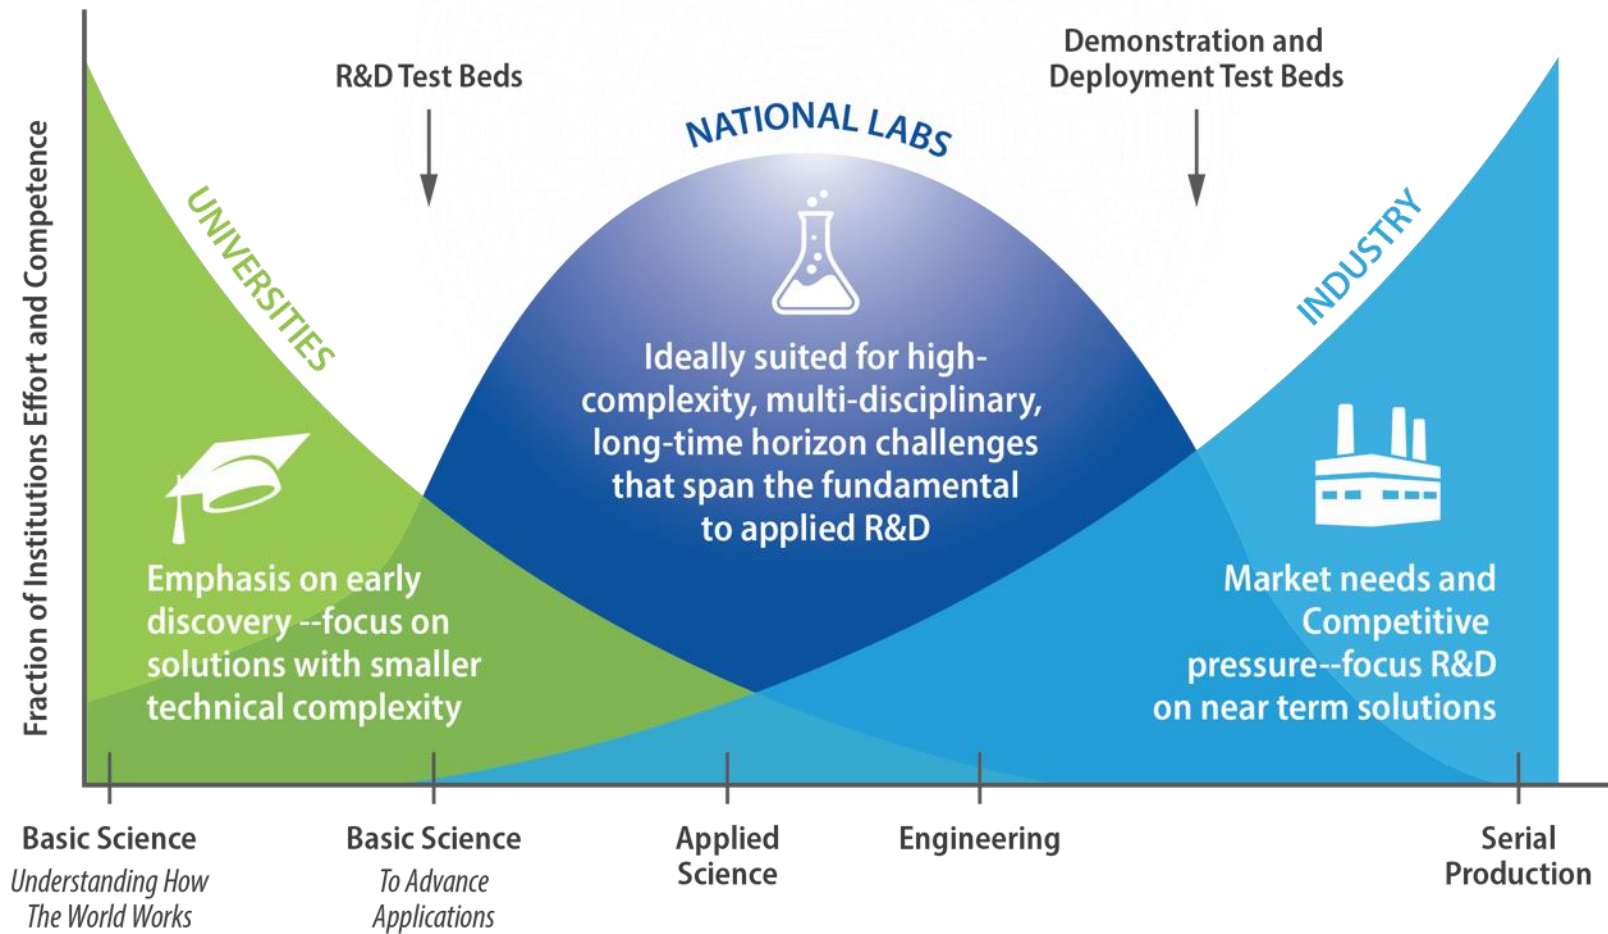 Fraction of Institutions Effort and Competence
R&D Test Beds
Demonstration and
Deployment Test Beds
UNIVERSITIES
NATIONAL LABS
INDUSTRY
Emphasis on early
discovery --focus on
solutions with smaller
technical complexity
Ideally suited for high-
complexity, multi-disciplinary,
long-time horizon challenges
that span the fundamental
to applied R&D
Market needs and
Competitive
pressure--focus R&D
on near term solutions
Basic Science
Understanding How
The World Works
Basic Science
To Advance
Applications
Applied
Science
Engineering
Serial
Production